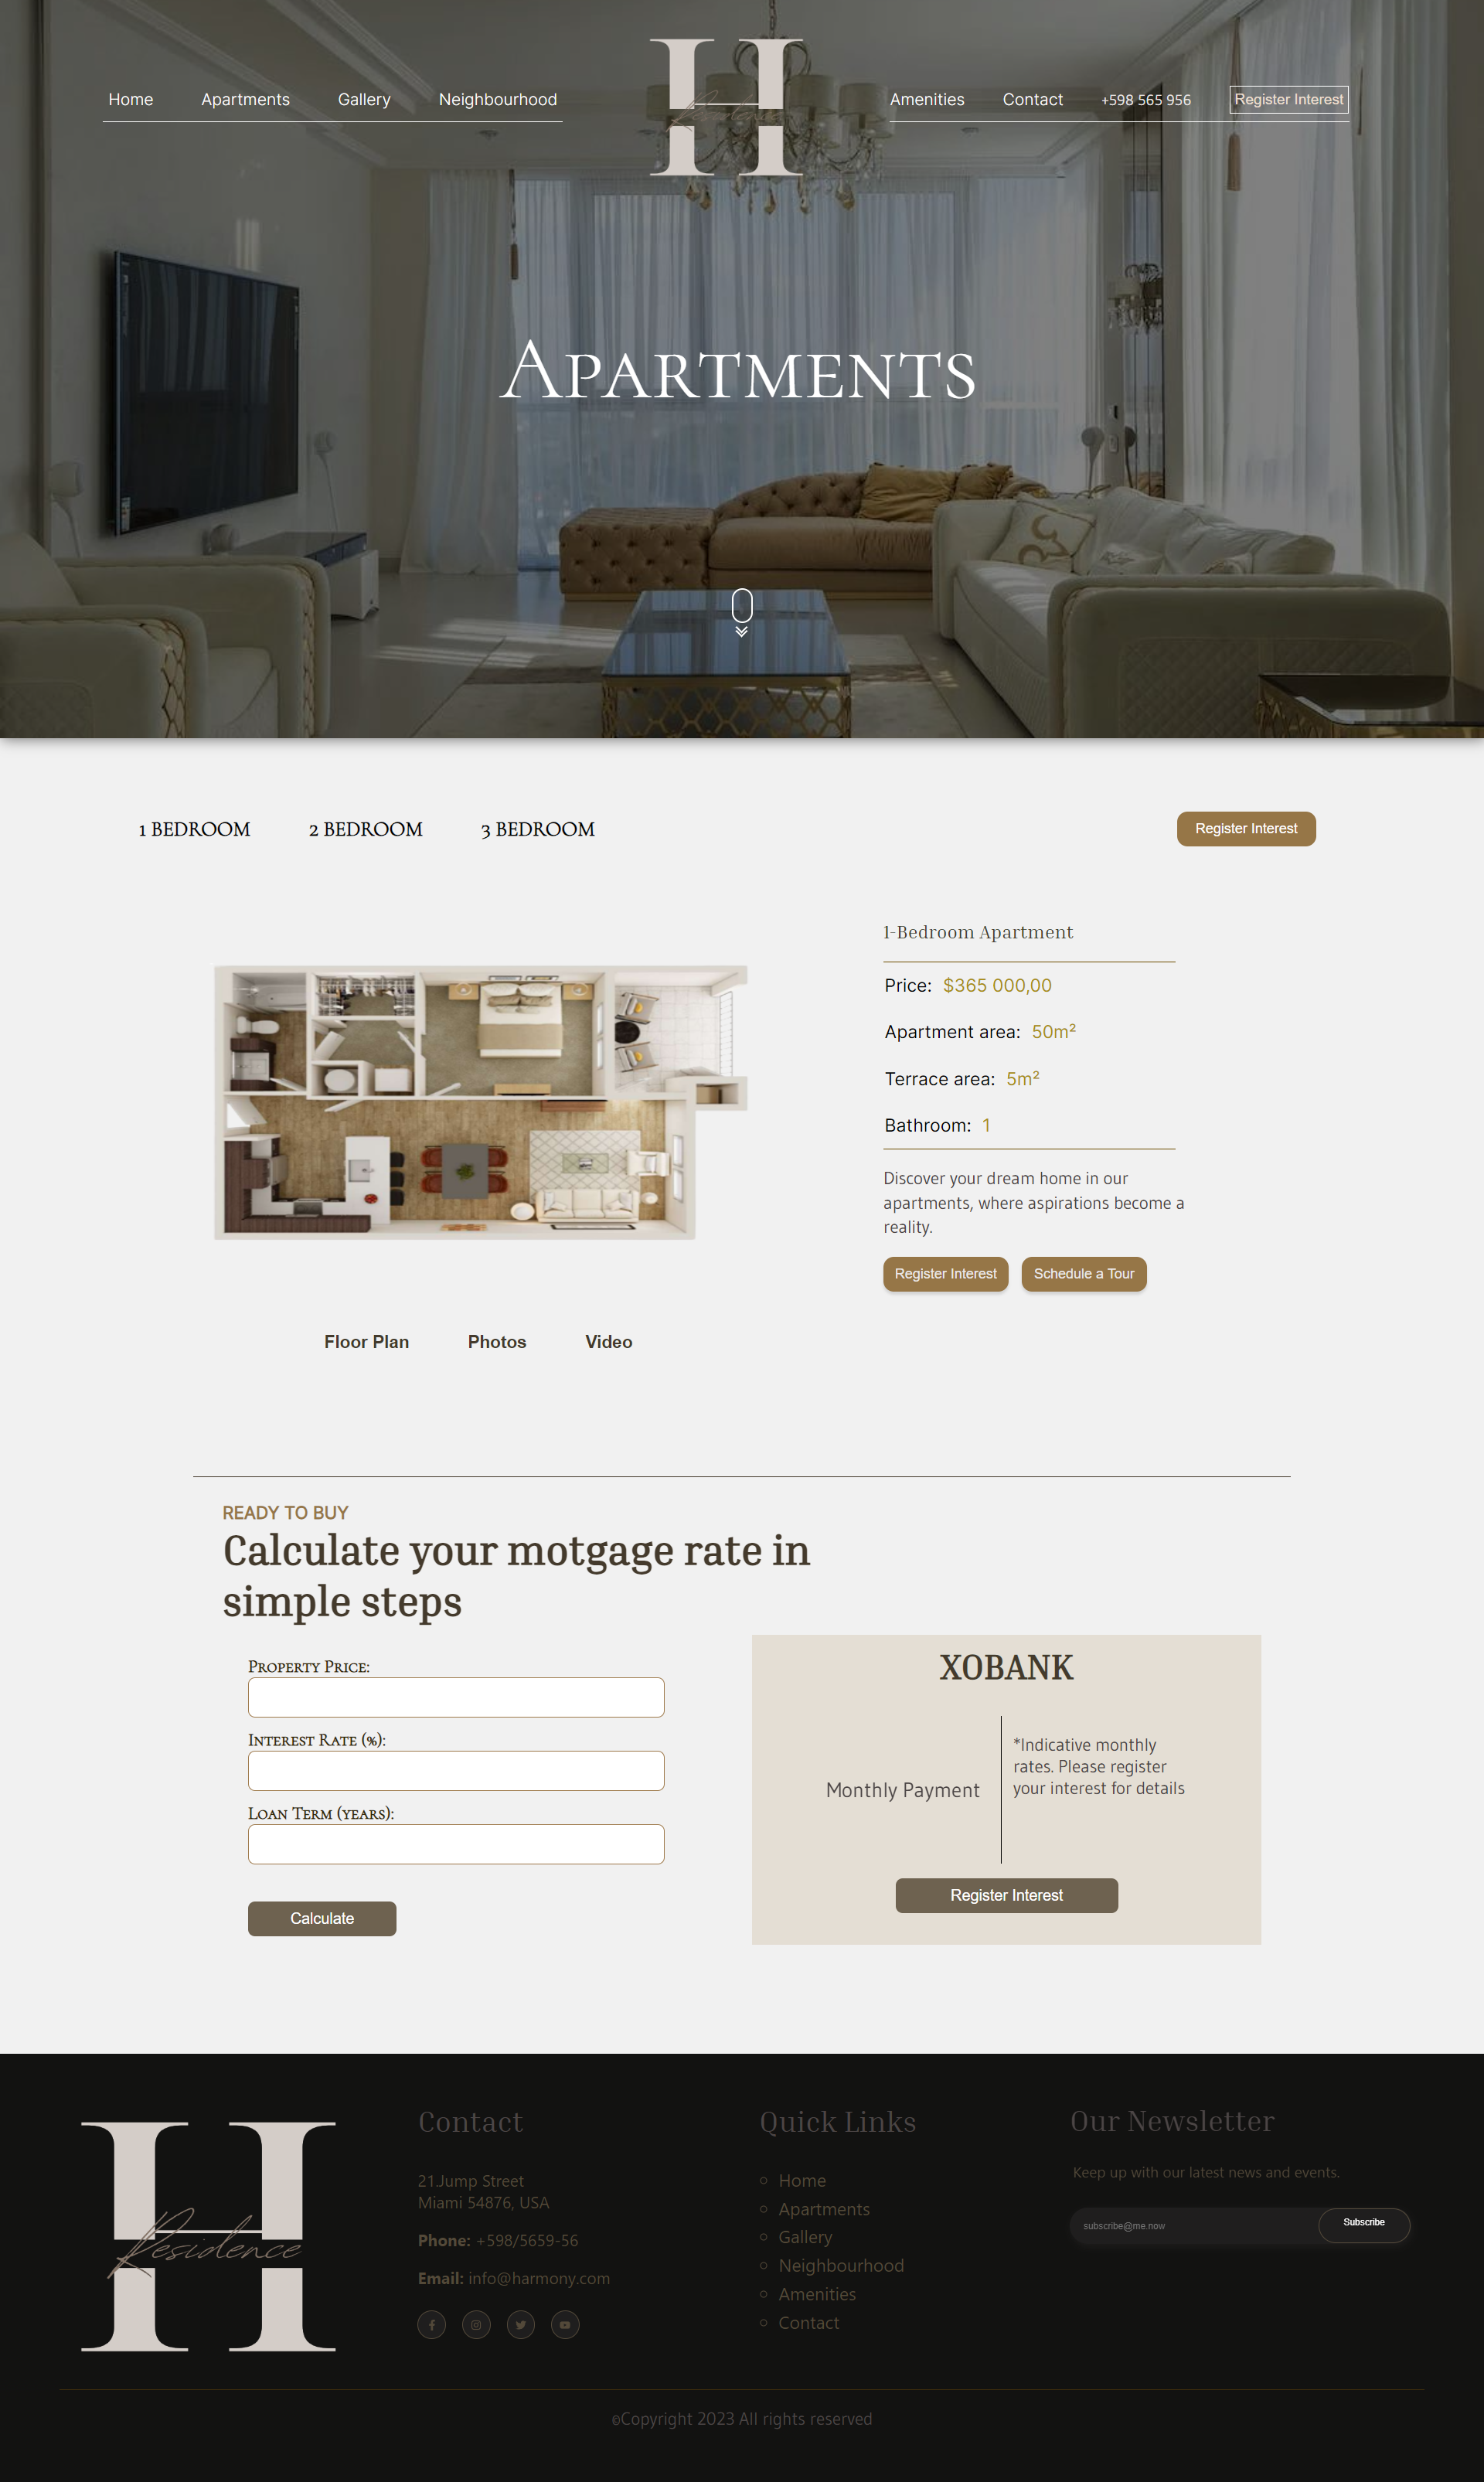 Home Apartments Gallery Neighbourhood
H
Residence
Amenities Contact +598 565 956 Register Interest
Apartments
1 BEDROOM 2 BEDROOM 3 BEDROOM
Register Interest
1-Bedroom Apartment
Price: $365 000,00
Apartment area: 50m²
Terrace area: 5m²
Bathroom: 1
Discover your dream home in our
apartments, where aspirations become a
reality.
Register Interest Schedule a Tour
Floor Plan Photos Video
READY TO BUY
Calculate your motgage rate in
simple steps
Property Price:
Interest Rate (%):
Loan Term (years):
Calculate
XOBANK
Monthly Payment
*Indicative monthly
rates. Please register
your interest for details
Register Interest
H
Residence
Contact
21.Jump Street
Miami 54876, USA
Phone: +598/5659-56
Email: info@harmony.com
Quick Links
Home
Apartments
Gallery
Neighbourhood
Amenities
Contact
Our Newsletter
Keep up with our latest news and events.
subscribe@me.now Subscribe
©Copyright 2023 All rights reserved